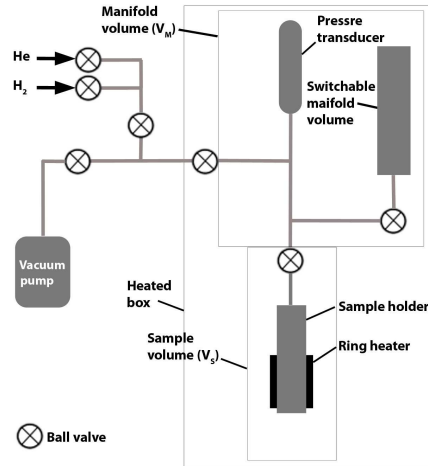 Manifold
volume (V_M)
Pressre
transducer
He
H₂
Switchable
maifold
volume
Vacuum
pump
Heated
box
Sample holder
Sample
volume (V_S)
Ring heater
Ball valve